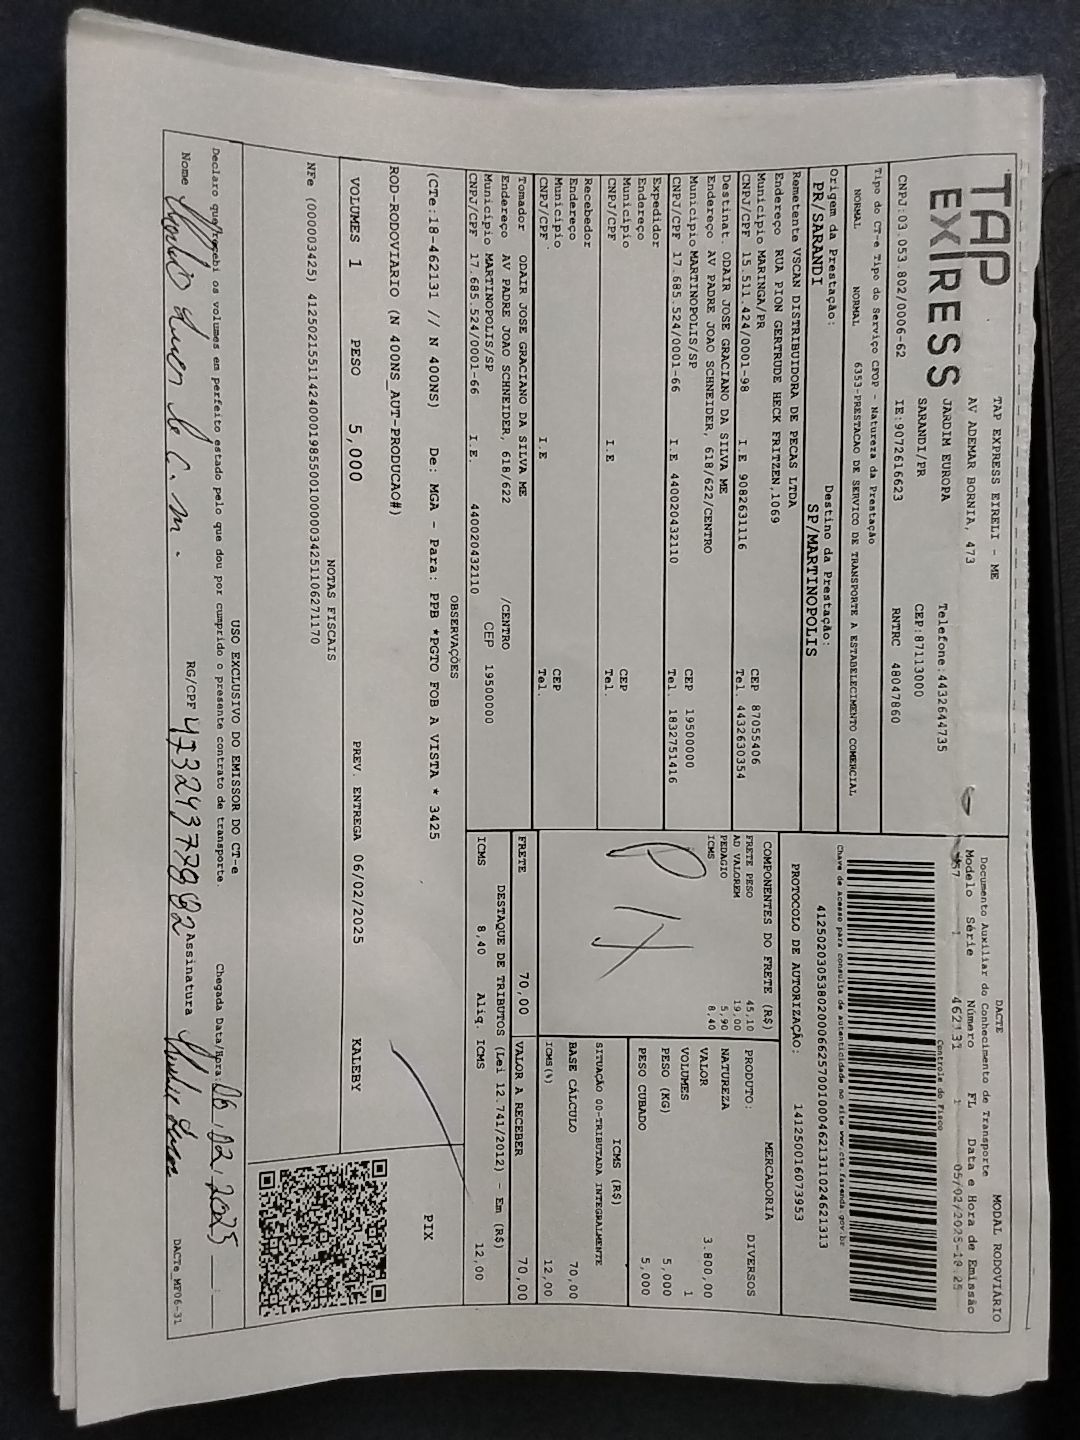 TAP
EXPRESS
TAP EXPRESS EIRELI - ME
AV ADEMAR BORNIA, 473
JARDIM EUROPA
Telefone:4432644735
SARANDI/PR
CEP:87113000
CNPJ:03.053.802/0006-62
IE:9072616623
RNTRC 48047860
DACTE
MODAL RODOVIARIO
Documento Auxiliar do Conhecimento de Transporte
Modelo Série Número FL Data e Hora de Emissão
57 1 462131 1
Controle do Fisco
Chave de acesso para consulta de autenticidade no site www.cte.fazenda.gov.br
41250203053802000662570010004621311024621313
PROTOCOLO DE AUTORIZAÇÃO: 141250016073953
Tipo do CT-e Tipo do Serviço CFOP - Natureza da Prestação
NORMAL NORMAL 6353-PRESTACAO DE SERVICO DE TRANSPORTE A ESTABELECIMENTO COMERCIAL
Origem da Prestação: Destino da Prestação:
PR/SARANDI SP/MARTINOPOLIS
Remetente VSCAN DISTRIBUIDORA DE PECAS LTDA
Endereço RUA PION GERTRUDE HECK FRITZEN,1069
Município MARINGA/PR CEP 87055406
CNPJ/CPF 15.511.424/0001-98 I.E 9082631116 Tel. 4432630354
Destinat. ODAIR JOSE GRACIANO DA SILVA ME
Endereço AV PADRE JOAO SCHNEIDER, 618/622/CENTRO
Município MARTINOPOLIS/SP CEP 19500000
CNPJ/CPF 17.685.524/0001-66 I.E 440020432110 Tel. 1832751416
Expedidor
Endereço
Município CEP
CNPJ/CPF I.E Tel.
Recebedor
Endereço
Município CEP
CNPJ/CPF I.E Tel.
Tomador ODAIR JOSE GRACIANO DA SILVA ME
Endereço AV PADRE JOAO SCHNEIDER, 618/622 /CENTRO
Município MARTINOPOLIS/SP CEP 19500000
CNPJ/CPF 17.685.524/0001-66 I.E. 440020432110
COMPONENTES DO FRETE (R$)
FRETE PESO 45,10
AD VALOREM 19,00
PEDAGIO 5,90
ICMS 8,40
PIX
MERCADORIA
PRODUTO: DIVERSOS
NATUREZA
VALOR 3.800,00
VOLUMES 1
PESO (KG) 5,000
PESO CUBADO 5,000
ICMS (R$)
SITUAÇÃO 00-TRIBUTADA INTEGRALMENTE
BASE CÁLCULO 70,00
ICMS(%) 12,00
FRETE 70,00 VALOR A RECEBER 70,00
DESTAQUE DE TRIBUTOS (Lei 12.741/2012) - Em (R$)
ICMS 8,40 Aliq. ICMS 12,00
OBSERVAÇÕES
(CTe:18-462131 // N 400NS) De: MGA - Para: PPB *PGTO FOB A VISTA * 3425
PIX
ROD-RODOVIARIO (N 400NS_AUT-PRODUCAO#)
VOLUMES 1 PESO 5,000 PREV. ENTREGA 06/02/2025 KALEBY
NOTAS FISCAIS
NFe (000003425) 41250215511424000198550010000034251106271170
USO EXCLUSIVO DO EMISSOR DO CT-e
Declaro que recebi os volumes em perfeito estado pelo que dou por cumprido o presente contrato de transporte.
Chegada Data/Hora: 06.02.2025
Nome
RG/CPF 47324377862
Assinatura
DACTe_MF06-31